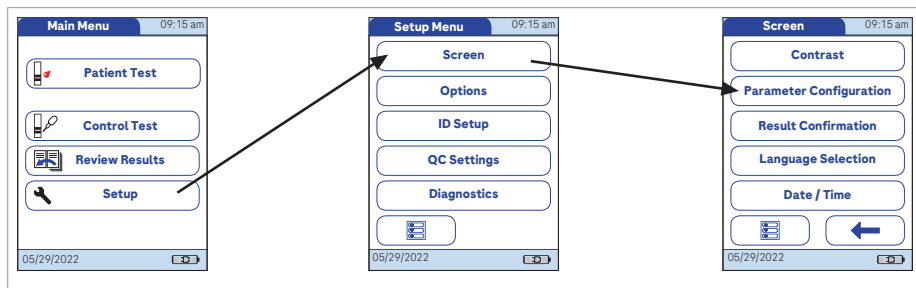 Main Menu 09:15 am
Patient Test
Control Test
Review Results
Setup
05/29/2022
Setup Menu 09:15 am
Screen
Options
ID Setup
QC Settings
Diagnostics
05/29/2022
Screen 09:15 am
Contrast
Parameter Configuration
Result Confirmation
Language Selection
Date / Time
05/29/2022